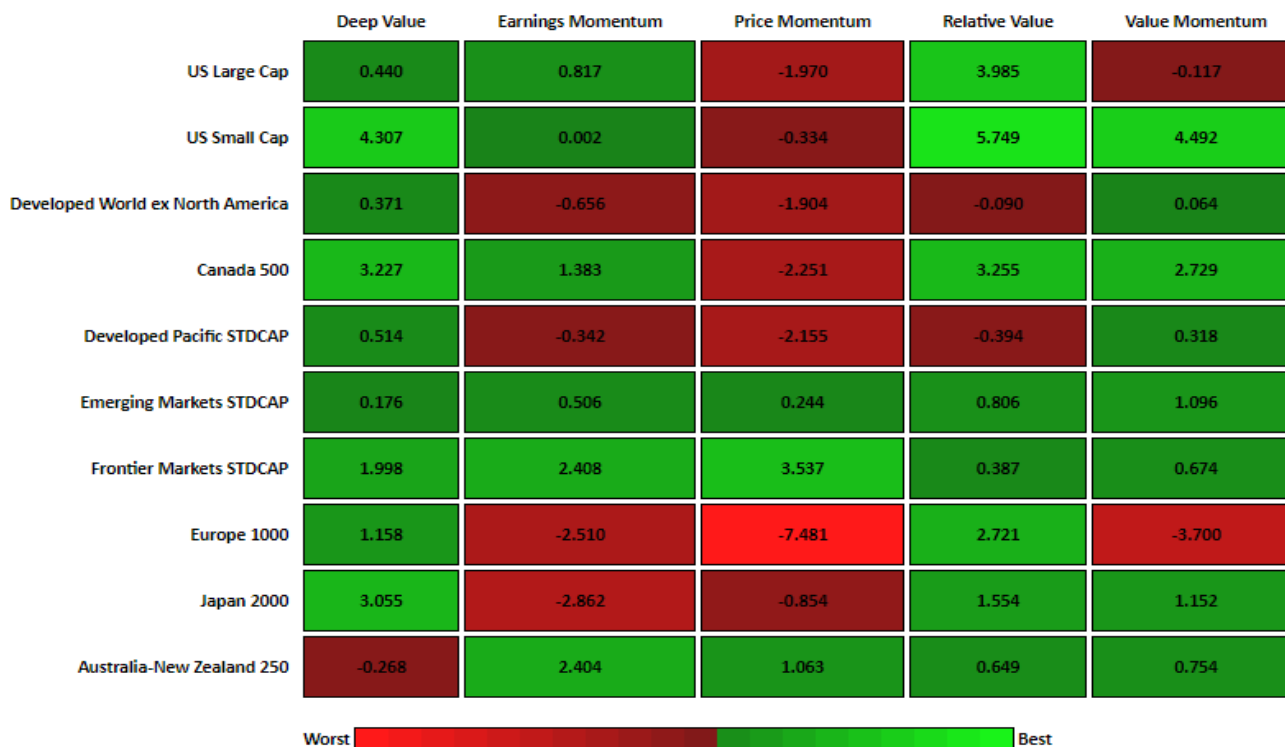 Deep Value Earnings Momentum Price Momentum Relative Value Value Momentum
US Large Cap 0.440 0.817 -1.970 3.985 -0.117
US Small Cap 4.307 0.002 -0.334 5.749 4.492
Developed World ex North America 0.371 -0.656 -1.904 -0.090 0.064
Canada 500 3.227 1.383 -2.251 3.255 2.729
Developed Pacific STDCAP 0.514 -0.342 -2.155 -0.394 0.318
Emerging Markets STDCAP 0.176 0.506 0.244 0.806 1.096
Frontier Markets STDCAP 1.998 2.408 3.537 0.387 0.674
Europe 1000 1.158 -2.510 -7.481 2.721 -3.700
Japan 2000 3.055 -2.862 -0.854 1.554 1.152
Australia-New Zealand 250 -0.268 2.404 1.063 0.649 0.754
Worst Best